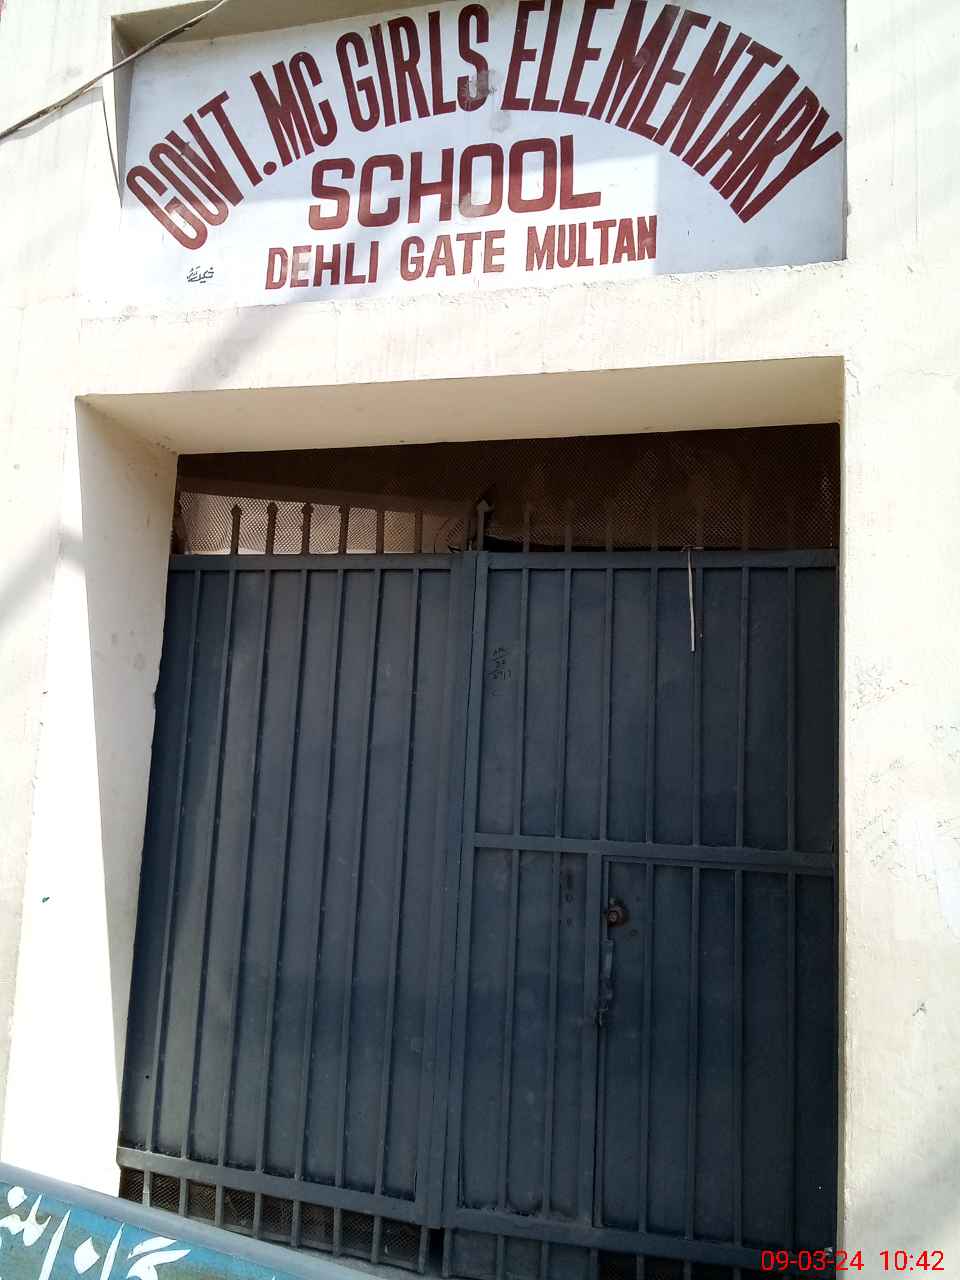 GOVT. MC GIRLS ELEMENTARY
SCHOOL
DEHLI GATE MULTAN
09-03-24 10:42